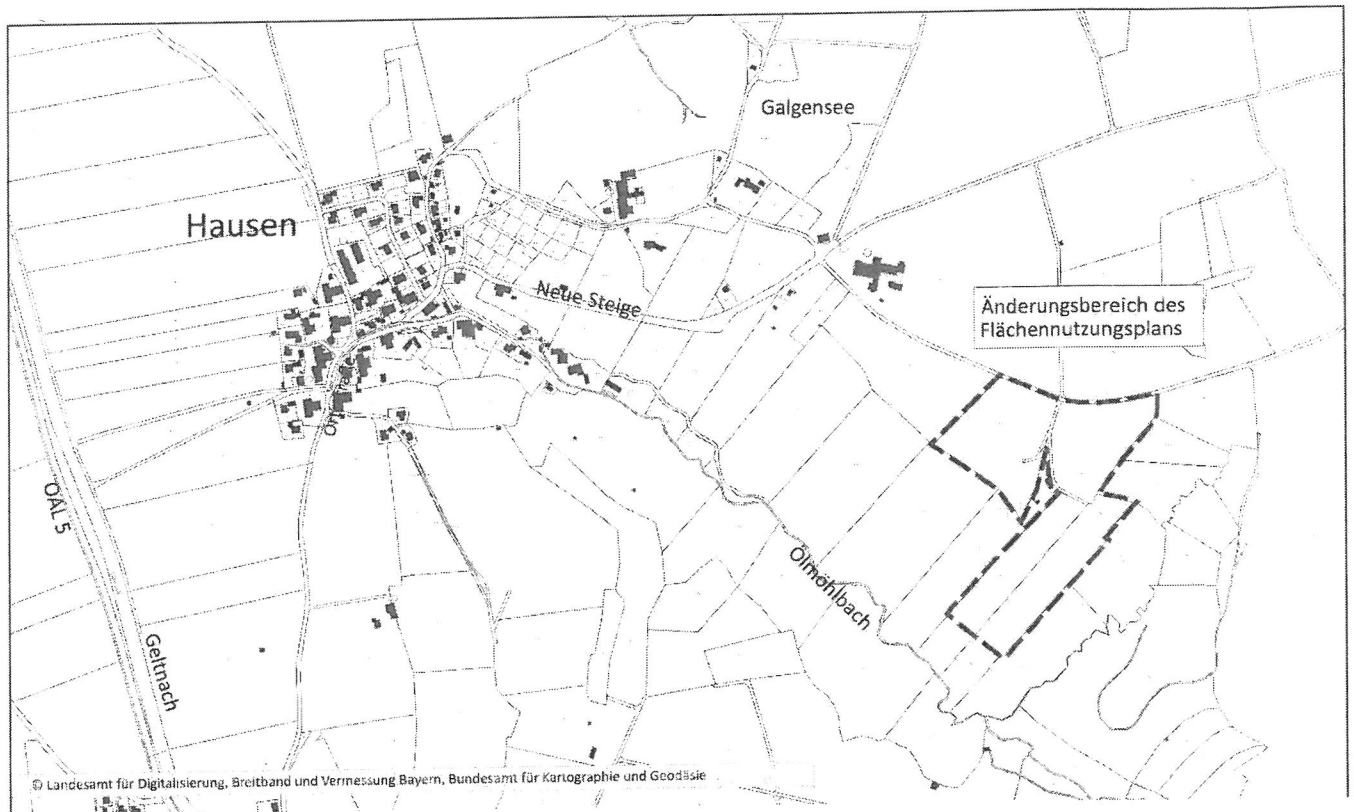 Galgensee
Hausen
Neue Steige
Änderungsbereich des
Flächennutzungsplans
OAL 5
Ölmühlbach
Geltnach
© Landesamt für Digitalisierung, Breitband und Vermessung Bayern, Bundesamt für Kartographie und Geodäsie